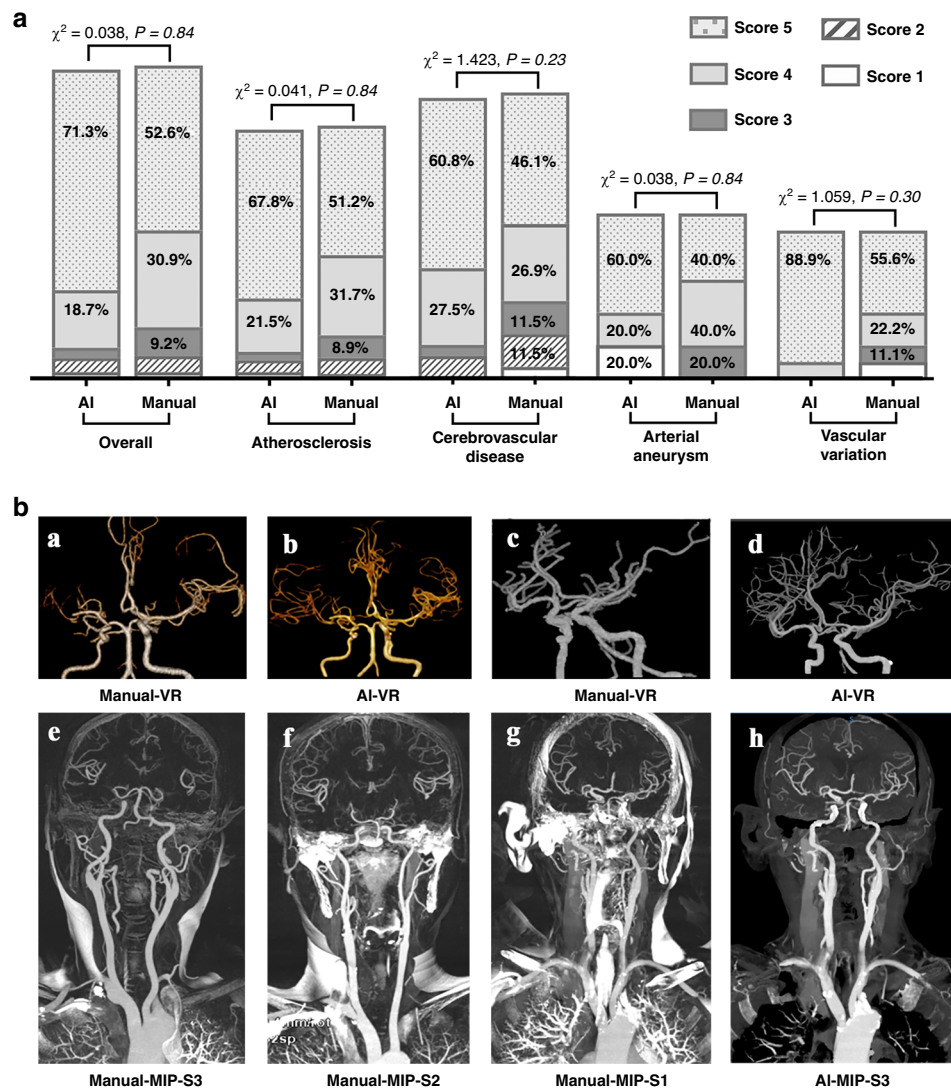 a
χ² = 0.038, P = 0.84
χ² = 0.041, P = 0.84
χ² = 1.423, P = 0.23
χ² = 0.038, P = 0.84
χ² = 1.059, P = 0.30
Score 5
Score 2
Score 4
Score 1
Score 3
71.3%
52.6%
18.7%
30.9%
9.2%
67.8%
51.2%
21.5%
31.7%
8.9%
60.8%
46.1%
27.5%
26.9%
11.5%
11.5%
60.0%
40.0%
20.0%
40.0%
20.0%
20.0%
88.9%
55.6%
22.2%
11.1%
AI Manual AI Manual AI Manual AI Manual AI Manual
Overall
Atherosclerosis
Cerebrovascular
disease
Arterial
aneurysm
Vascular
variation
b
a
b
c
d
Manual-VR
AI-VR
Manual-VR
AI-VR
e
f
g
h
Manual-MIP-S3
Manual-MIP-S2
Manual-MIP-S1
AI-MIP-S3